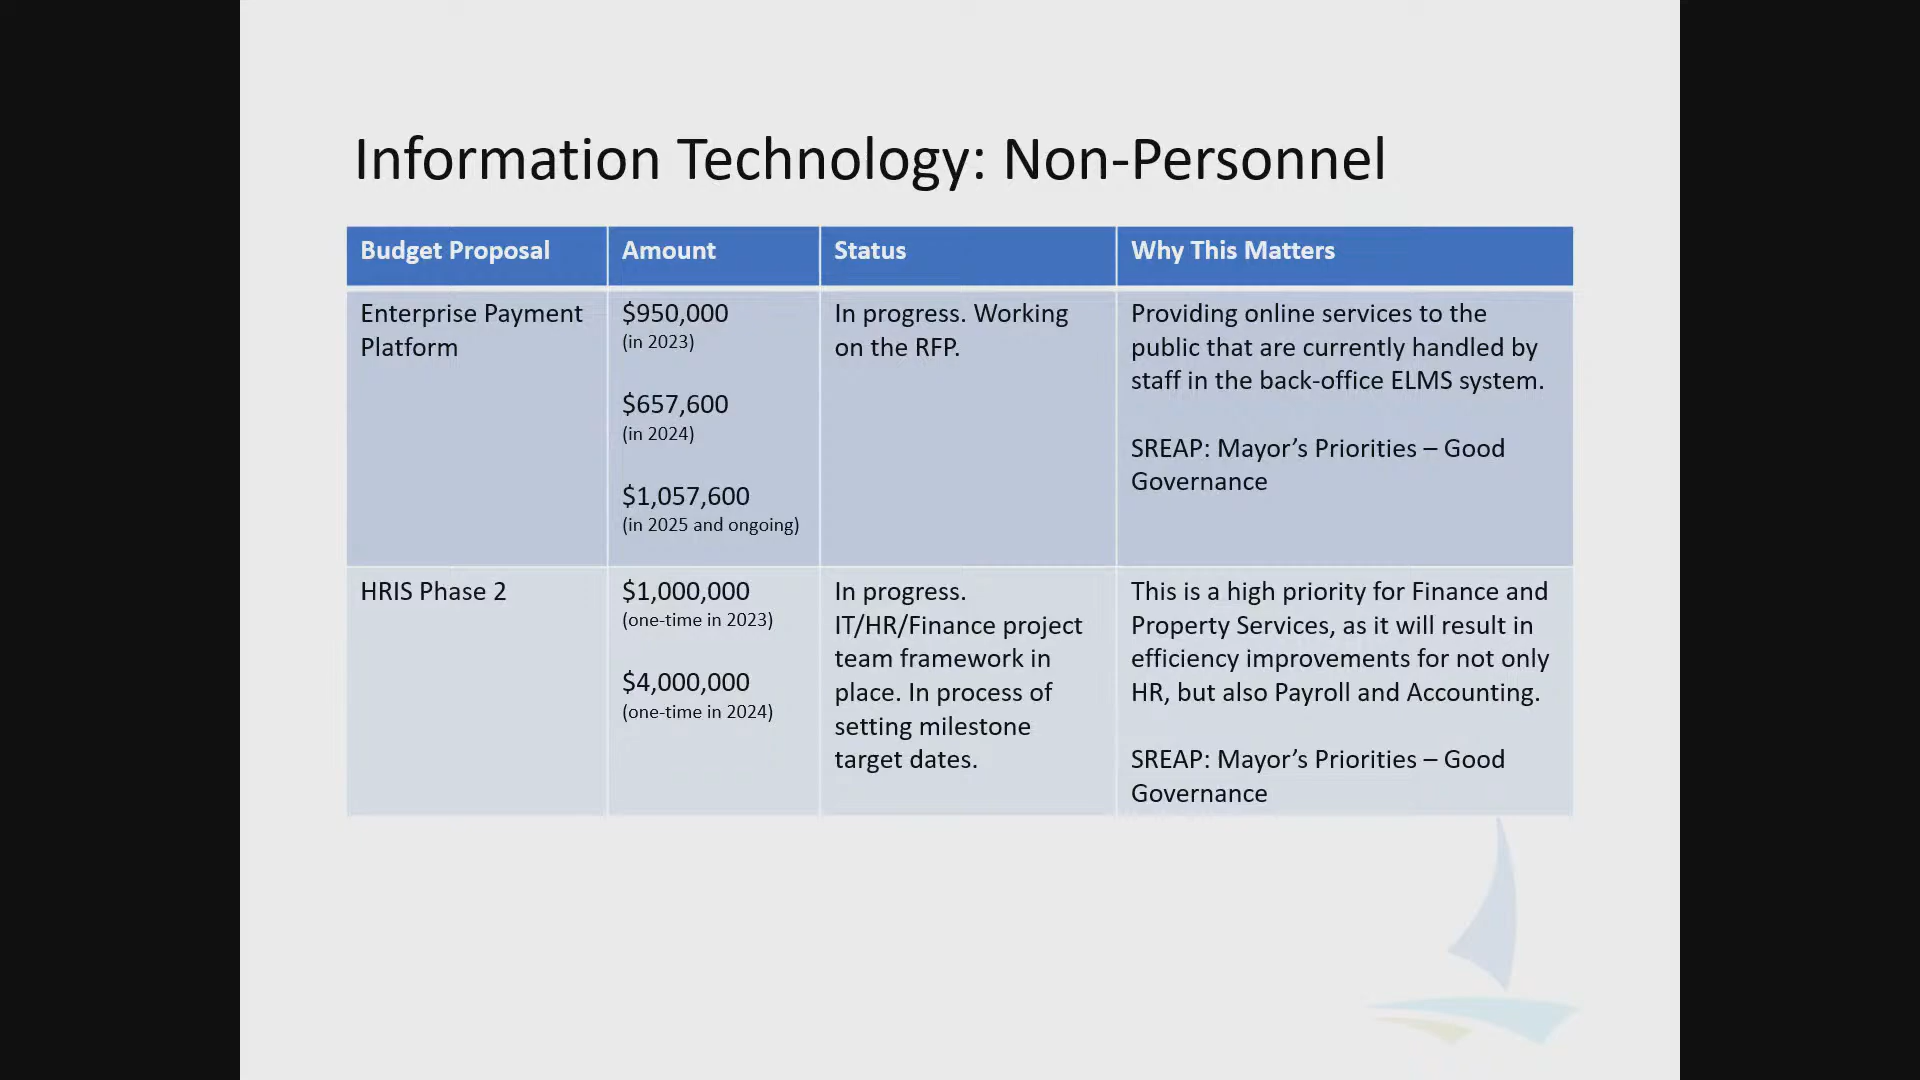 Information Technology: Non-Personnel
Budget Proposal
Amount
Status
Why This Matters
Enterprise Payment
Platform
$950,000
(in 2023)
$657,600
(in 2024)
$1,057,600
(in 2025 and ongoing)
In progress. Working
on the RFP.
Providing online services to the
public that are currently handled by
staff in the back-office ELMS system.
SREAP: Mayor’s Priorities – Good
Governance
HRIS Phase 2
$1,000,000
(one-time in 2023)
$4,000,000
(one-time in 2024)
In progress.
IT/HR/Finance project
team framework in
place. In process of
setting milestone
target dates.
This is a high priority for Finance and
Property Services, as it will result in
efficiency improvements for not only
HR, but also Payroll and Accounting.
SREAP: Mayor’s Priorities – Good
Governance